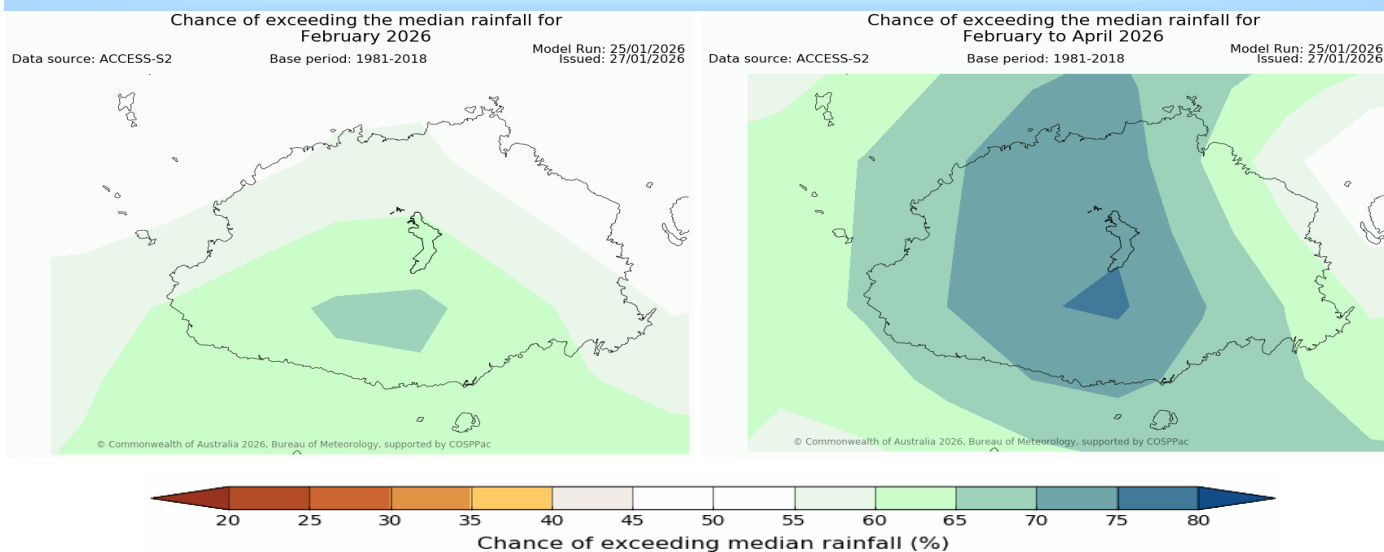 Chance of exceeding the median rainfall for
February 2026
Model Run: 25/01/2026
Data source: ACCESS-S2 Base period: 1981-2018 Issued: 27/01/2026
© Commonwealth of Australia 2026, Bureau of Meteorology, supported by COSPPac
Chance of exceeding the median rainfall for
February to April 2026
Model Run: 25/01/2026
Data source: ACCESS-S2 Base period: 1981-2018 Issued: 27/01/2026
© Commonwealth of Australia 2026, Bureau of Meteorology, supported by COSPPac
20 25 30 35 40 45 50 55 60 65 70 75 80
Chance of exceeding median rainfall (%)